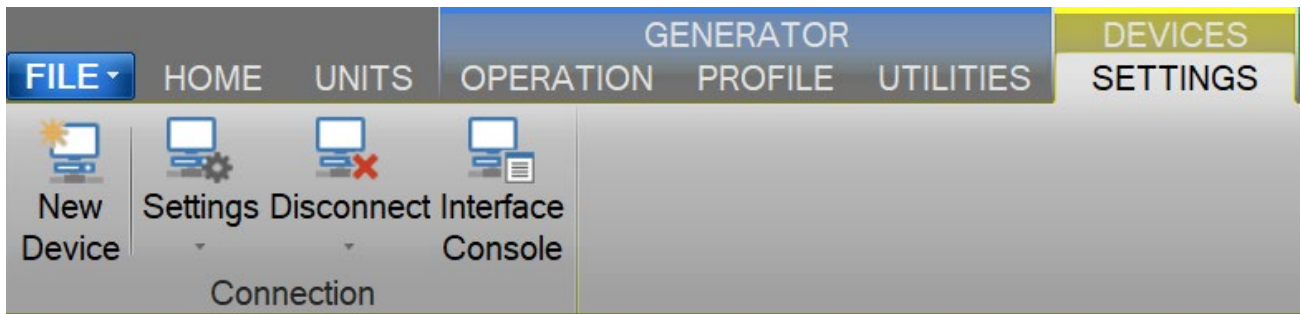 GENERATOR DEVICES
FILE HOME UNITS OPERATION PROFILE UTILITIES SETTINGS
New Settings Disconnect Interface
Device Console
Connection